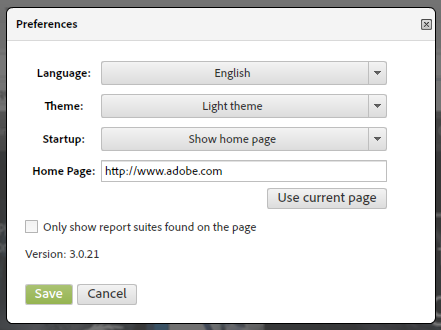 Preferences
Language: English
Theme: Light theme
Startup: Show home page
Home Page: http://www.adobe.com
Use current page
Only show report suites found on the page
Version: 3.0.21
Save Cancel